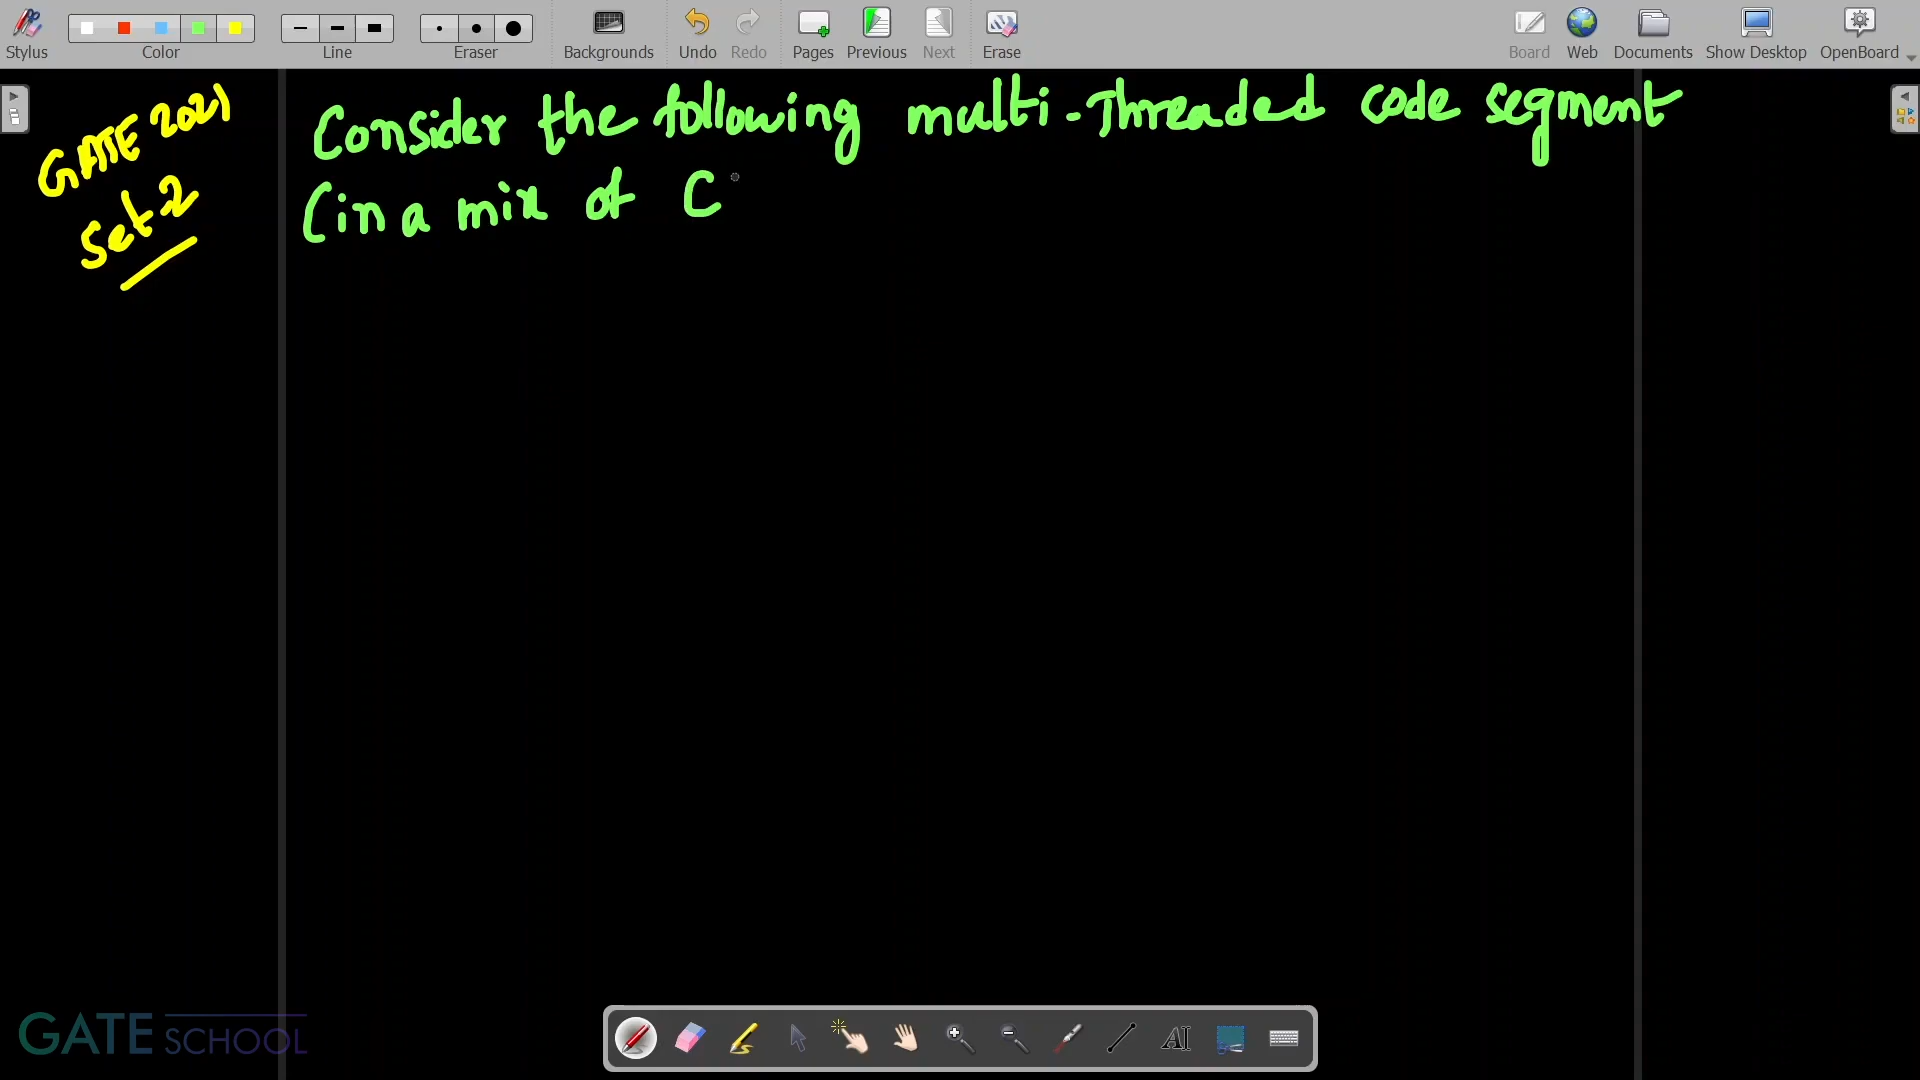 Stylus
Color
Line
Eraser
Backgrounds
Undo
Redo
Pages
Previous
Next
Erase
Board
Web
Documents
Show Desktop
OpenBoard
GATE 2021
Set 2
Consider the following multi-Threaded code segment
(in a mix of C
GATE SCHOOL
AI